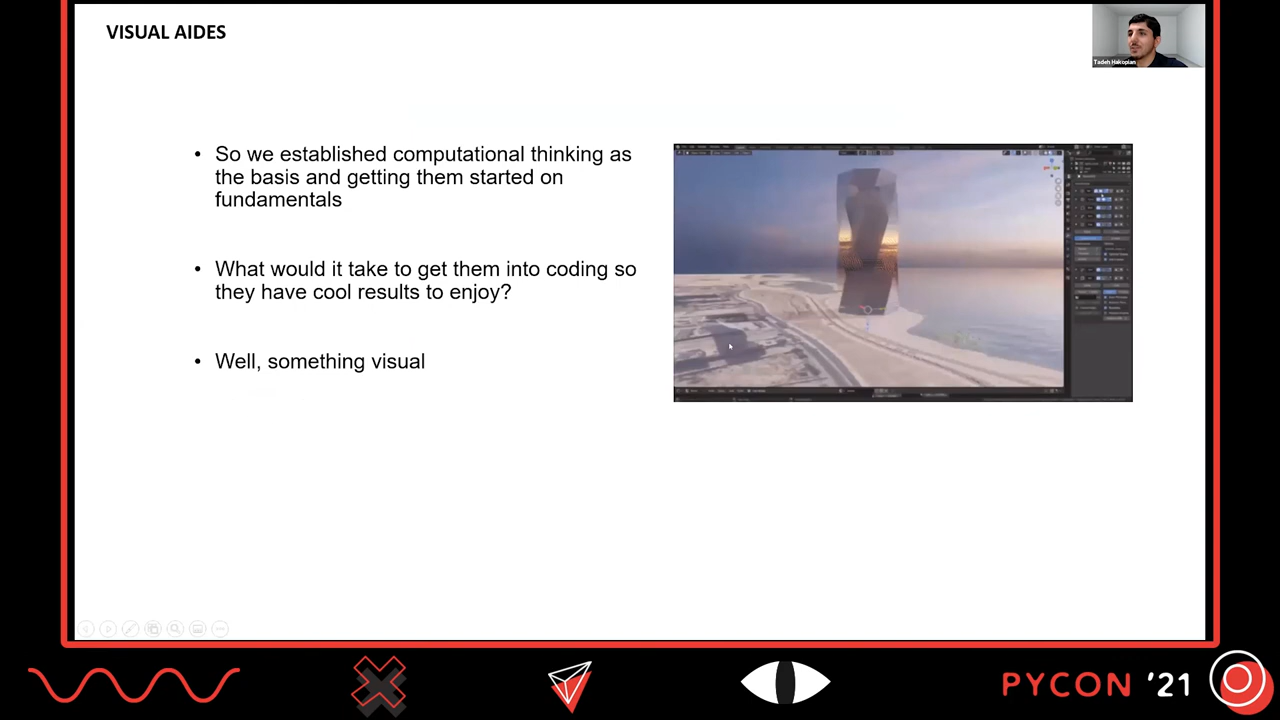 VISUAL AIDES
Tadeh Hakopian
• So we established computational thinking as
the basis and getting them started on
fundamentals
• What would it take to get them into coding so
they have cool results to enjoy?
• Well, something visual
PYCON '21